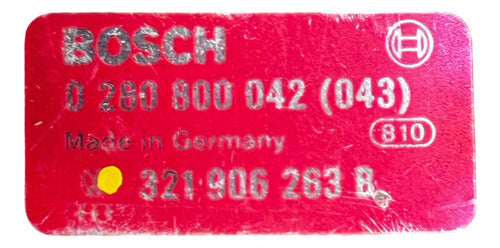 BOSCH
0 280 800 042 (043)
Made in Germany
810
321 906 263 B